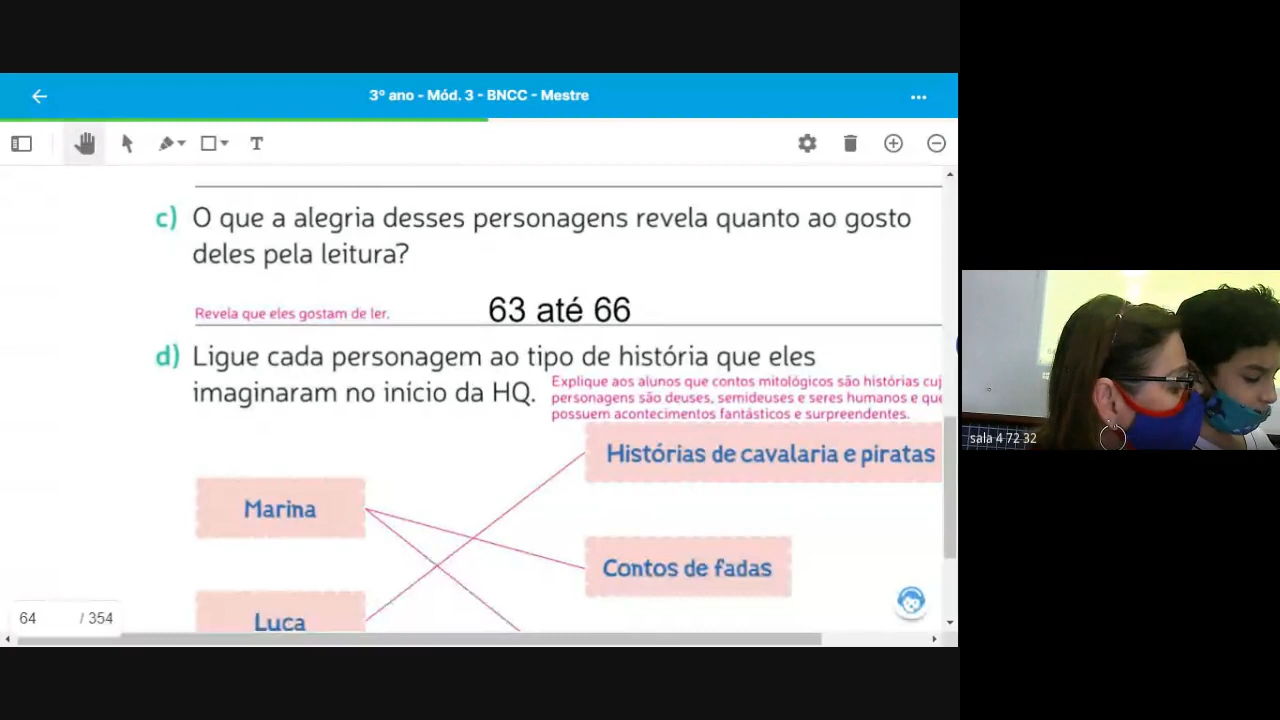 3º ano - Mód. 3 - BNCC - Mestre
T
c) O que a alegria desses personagens revela quanto ao gosto
deles pela leitura?
Revela que eles gostam de ler.
63 até 66
d) Ligue cada personagem ao tipo de história que eles
imaginaram no início da HQ.
Explique aos alunos que contos mitológicos são histórias cuj
personagens são deuses, semideuses e seres humanos e que
possuem acontecimentos fantásticos e surpreendentes.
Histórias de cavalaria e piratas
Marina
Contos de fadas
Luca
64 / 354
sala 4 72 32